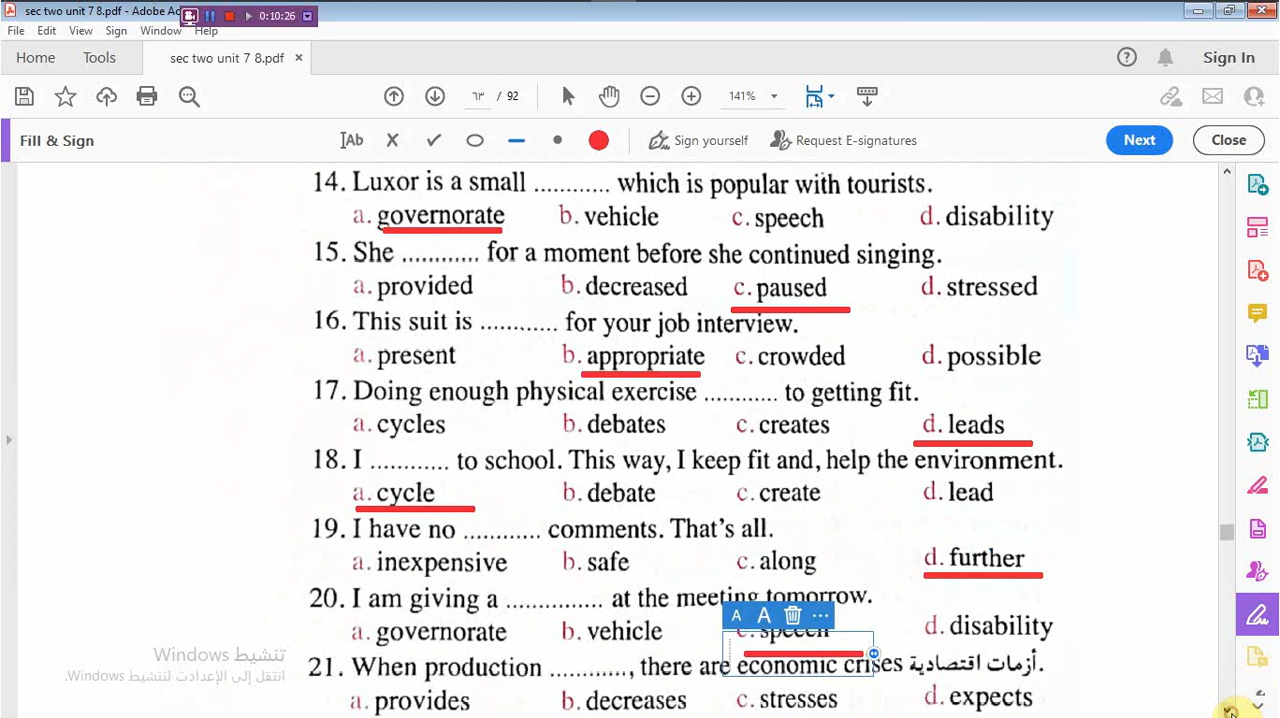 sec two unit 7 8.pdf - Adobe Ac
0:10:26
File Edit View Sign Window Help
Home Tools sec two unit 7 8.pdf × Sign In
٦٣ / 92 141%
Fill & Sign Ab Sign yourself Request E-signatures Next Close
14. Luxor is a small ............ which is popular with tourists.
a. governorate b. vehicle c. speech d. disability
15. She ............ for a moment before she continued singing.
a. provided b. decreased c. paused d. stressed
16. This suit is ............ for your job interview.
a. present b. appropriate c. crowded d. possible
17. Doing enough physical exercise ............ to getting fit.
a. cycles b. debates c. creates d. leads
18. I ............ to school. This way, I keep fit and, help the environment.
a. cycle b. debate c. create d. lead
19. I have no ............ comments. That's all.
a. inexpensive b. safe c. along d. further
20. I am giving a ............... at the meeting tomorrow.
A A ...
a. governorate b. vehicle c. speech d. disability
21. When production ............, there are economic crises أزمات اقتصادية.
a. provides b. decreases c. stresses d. expects
تنشيط Windows
انتقل إلى الإعدادت لتنشيط Windows.